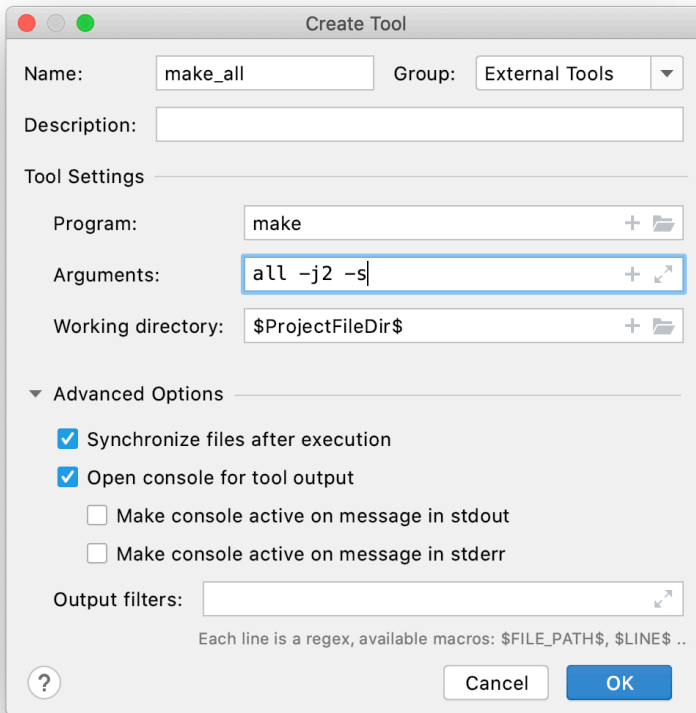 Create Tool
Name: make_all Group: External Tools
Description:
Tool Settings
Program: make
Arguments: all -j2 -s
Working directory: $ProjectFileDir$
Advanced Options
Synchronize files after execution
Open console for tool output
Make console active on message in stdout
Make console active on message in stderr
Output filters:
Each line is a regex, available macros: $FILE_PATH$, $LINE$ ..
? Cancel OK